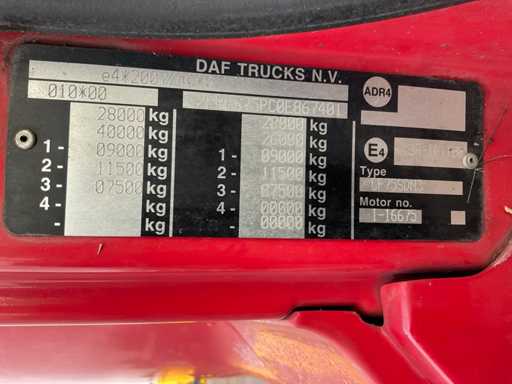 DAF TRUCKS N.V.
ADR4
010*00
28000 kg
40000 kg
1 - 09000 kg
2 - 11500 kg
3 - 07500 kg
4 - kg
- kg
kg
26000 kg
1 - 09000 kg
2 - 11500 kg
3 - 07500 kg
4 - 00000 kg
- 00000 kg
E4
Type
Motor no.
I-I6675